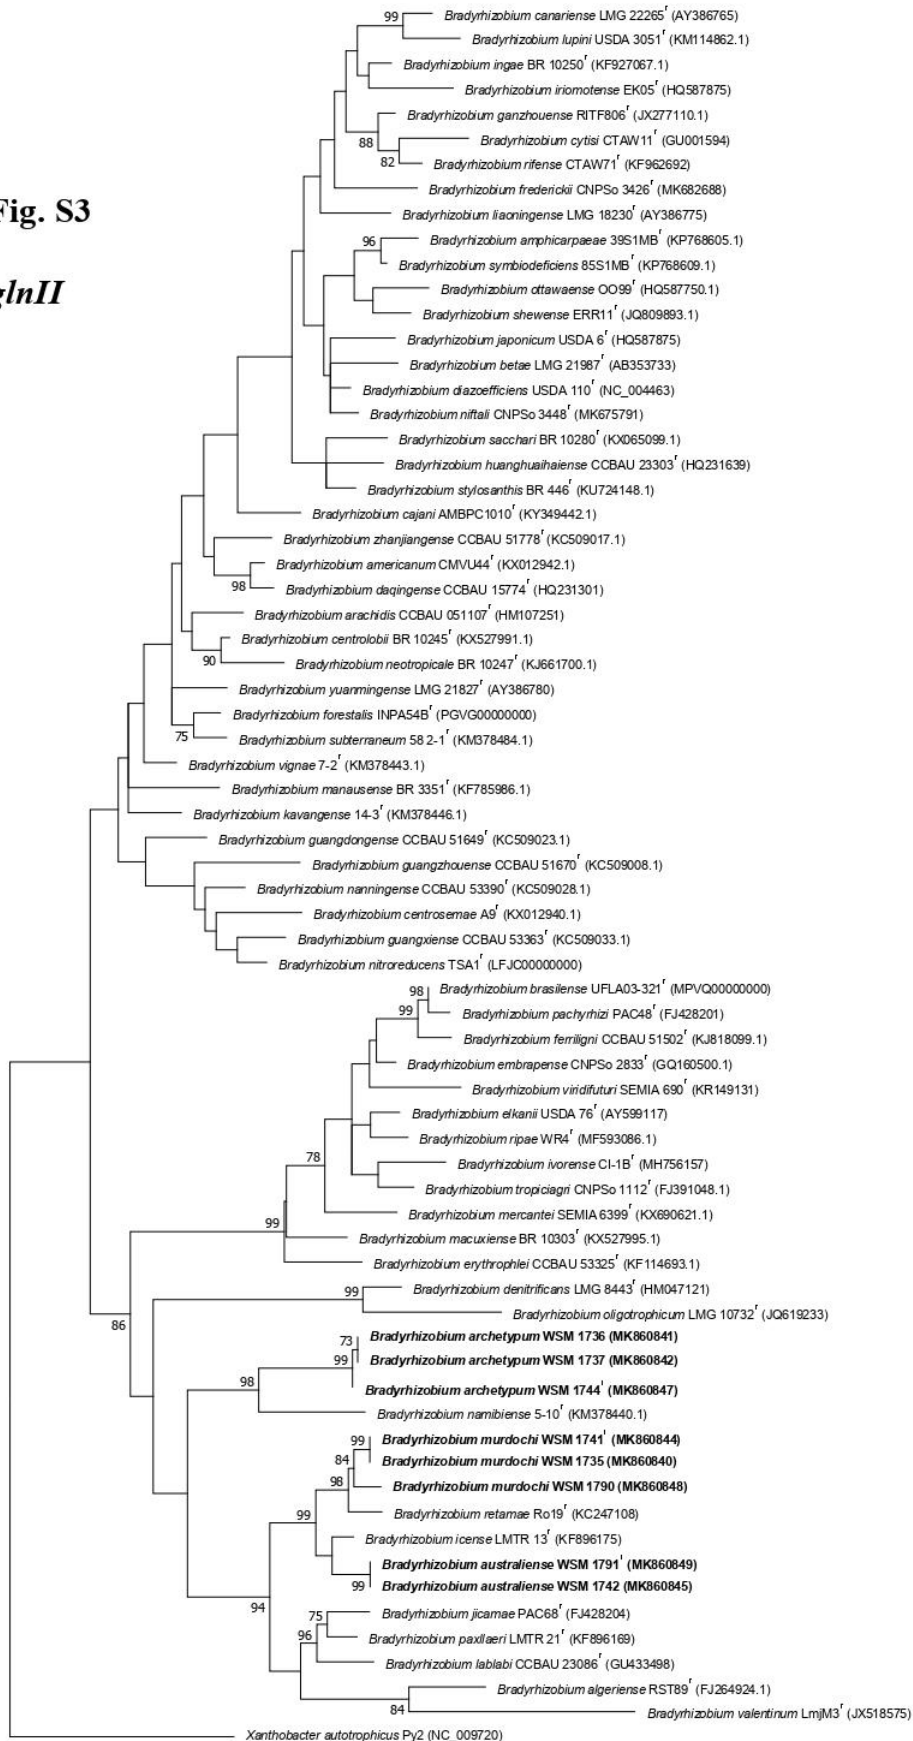 99 Bradyrhizobium canariense LMG 22265ᵀ (AY386765)
Bradyrhizobium lupini USDA 3051ᵀ (KM114862.1)
Bradyrhizobium ingae BR 10250ᵀ (KF927067.1)
Bradyrhizobium iriomotense EK05ᵀ (HQ587875)
Bradyrhizobium ganzhouense RITF806ᵀ (JX277110.1)
88 Bradyrhizobium cytisi CTAW11ᵀ (GU001594)
82 Bradyrhizobium rifense CTAW71ᵀ (KF962692)
Bradyrhizobium frederickii CNPSo 3426ᵀ (MK682688)
Fig. S3
Bradyrhizobium liaoningense LMG 18230ᵀ (AY386775)
96 Bradyrhizobium amphicarpaeae 39S1MBᵀ (KP768605.1)
Bradyrhizobium symbiodeficiens 85S1MBᵀ (KP768609.1)
glnII
Bradyrhizobium ottawaense OO99ᵀ (HQ587750.1)
Bradyrhizobium shewense ERR11ᵀ (JQ809893.1)
Bradyrhizobium japonicum USDA 6ᵀ (HQ587875)
Bradyrhizobium betae LMG 21987ᵀ (AB353733)
Bradyrhizobium diazoefficiens USDA 110ᵀ (NC_004463)
Bradyrhizobium niftali CNPSo 3448ᵀ (MK675791)
Bradyrhizobium sacchari BR 10280ᵀ (KX065099.1)
Bradyrhizobium huanghuaihaiense CCBAU 23303ᵀ (HQ231639)
Bradyrhizobium stylosanthis BR 446ᵀ (KU724148.1)
Bradyrhizobium cajani AMBPC1010ᵀ (KY349442.1)
Bradyrhizobium zhanjiangense CCBAU 51778ᵀ (KC509017.1)
Bradyrhizobium americanum CMVU44ᵀ (KX012942.1)
98 Bradyrhizobium daqingense CCBAU 15774ᵀ (HQ231301)
Bradyrhizobium arachidis CCBAU 051107ᵀ (HM107251)
Bradyrhizobium centrolobii BR 10245ᵀ (KX527991.1)
90 Bradyrhizobium neotropicale BR 10247ᵀ (KJ661700.1)
Bradyrhizobium yuanmingense LMG 21827ᵀ (AY386780)
Bradyrhizobium forestalis INPA54Bᵀ (PGVG00000000)
75 Bradyrhizobium subterraneum 58 2-1ᵀ (KM378484.1)
Bradyrhizobium vignae 7-2ᵀ (KM378443.1)
Bradyrhizobium manausense BR 3351ᵀ (KF785986.1)
Bradyrhizobium kavangense 14-3ᵀ (KM378446.1)
Bradyrhizobium guangdongense CCBAU 51649ᵀ (KC509023.1)
Bradyrhizobium guangzhouense CCBAU 51670ᵀ (KC509008.1)
Bradyrhizobium nanningense CCBAU 53390ᵀ (KC509028.1)
Bradyrhizobium centrosemae A9ᵀ (KX012940.1)
Bradyrhizobium guangxiense CCBAU 53363ᵀ (KC509033.1)
Bradyrhizobium nitroreducens TSA1ᵀ (LFJC00000000)
98 Bradyrhizobium brasilense UFLA03-321ᵀ (MPVQ00000000)
99 Bradyrhizobium pachyrhizi PAC48ᵀ (FJ428201)
Bradyrhizobium ferriligni CCBAU 51502ᵀ (KJ818099.1)
Bradyrhizobium embrapense CNPSo 2833ᵀ (GQ160500.1)
Bradyrhizobium viridifuturi SEMIA 690ᵀ (KR149131)
Bradyrhizobium elkanii USDA 76ᵀ (AY599117)
Bradyrhizobium ripae WR4ᵀ (MF593086.1)
78 Bradyrhizobium ivorense CI-1Bᵀ (MH756157)
Bradyrhizobium tropiciagri CNPSo 1112ᵀ (FJ391048.1)
Bradyrhizobium mercantei SEMIA 6399ᵀ (KX690621.1)
99 Bradyrhizobium macuxiense BR 10303ᵀ (KX527995.1)
Bradyrhizobium erythrophlei CCBAU 53325ᵀ (KF114693.1)
99 Bradyrhizobium denitrificans LMG 8443ᵀ (HM047121)
Bradyrhizobium oligotrophicum LMG 10732ᵀ (JQ619233)
86
73 Bradyrhizobium archetypum WSM 1736 (MK860841)
99 Bradyrhizobium archetypum WSM 1737 (MK860842)
98 Bradyrhizobium archetypum WSM 1744ᵀ (MK860847)
Bradyrhizobium namibiense 5-10ᵀ (KM378440.1)
99 Bradyrhizobium murdochi WSM 1741ᵀ (MK860844)
84 Bradyrhizobium murdochi WSM 1735 (MK860840)
98 Bradyrhizobium murdochi WSM 1790 (MK860848)
99 Bradyrhizobium retamae Ro19ᵀ (KC247108)
Bradyrhizobium icense LMTR 13ᵀ (KF896175)
Bradyrhizobium australiense WSM 1791ᵀ (MK860849)
99 Bradyrhizobium australiense WSM 1742 (MK860845)
94
75 Bradyrhizobium jicamae PAC68ᵀ (FJ428204)
96 Bradyrhizobium paxllaeri LMTR 21ᵀ (KF896169)
Bradyrhizobium lablabi CCBAU 23086ᵀ (GU433498)
Bradyrhizobium algeriense RST89ᵀ (FJ264924.1)
84 Bradyrhizobium valentinum LmjM3ᵀ (JX518575)
Xanthobacter autotrophicus Py2 (NC_009720)